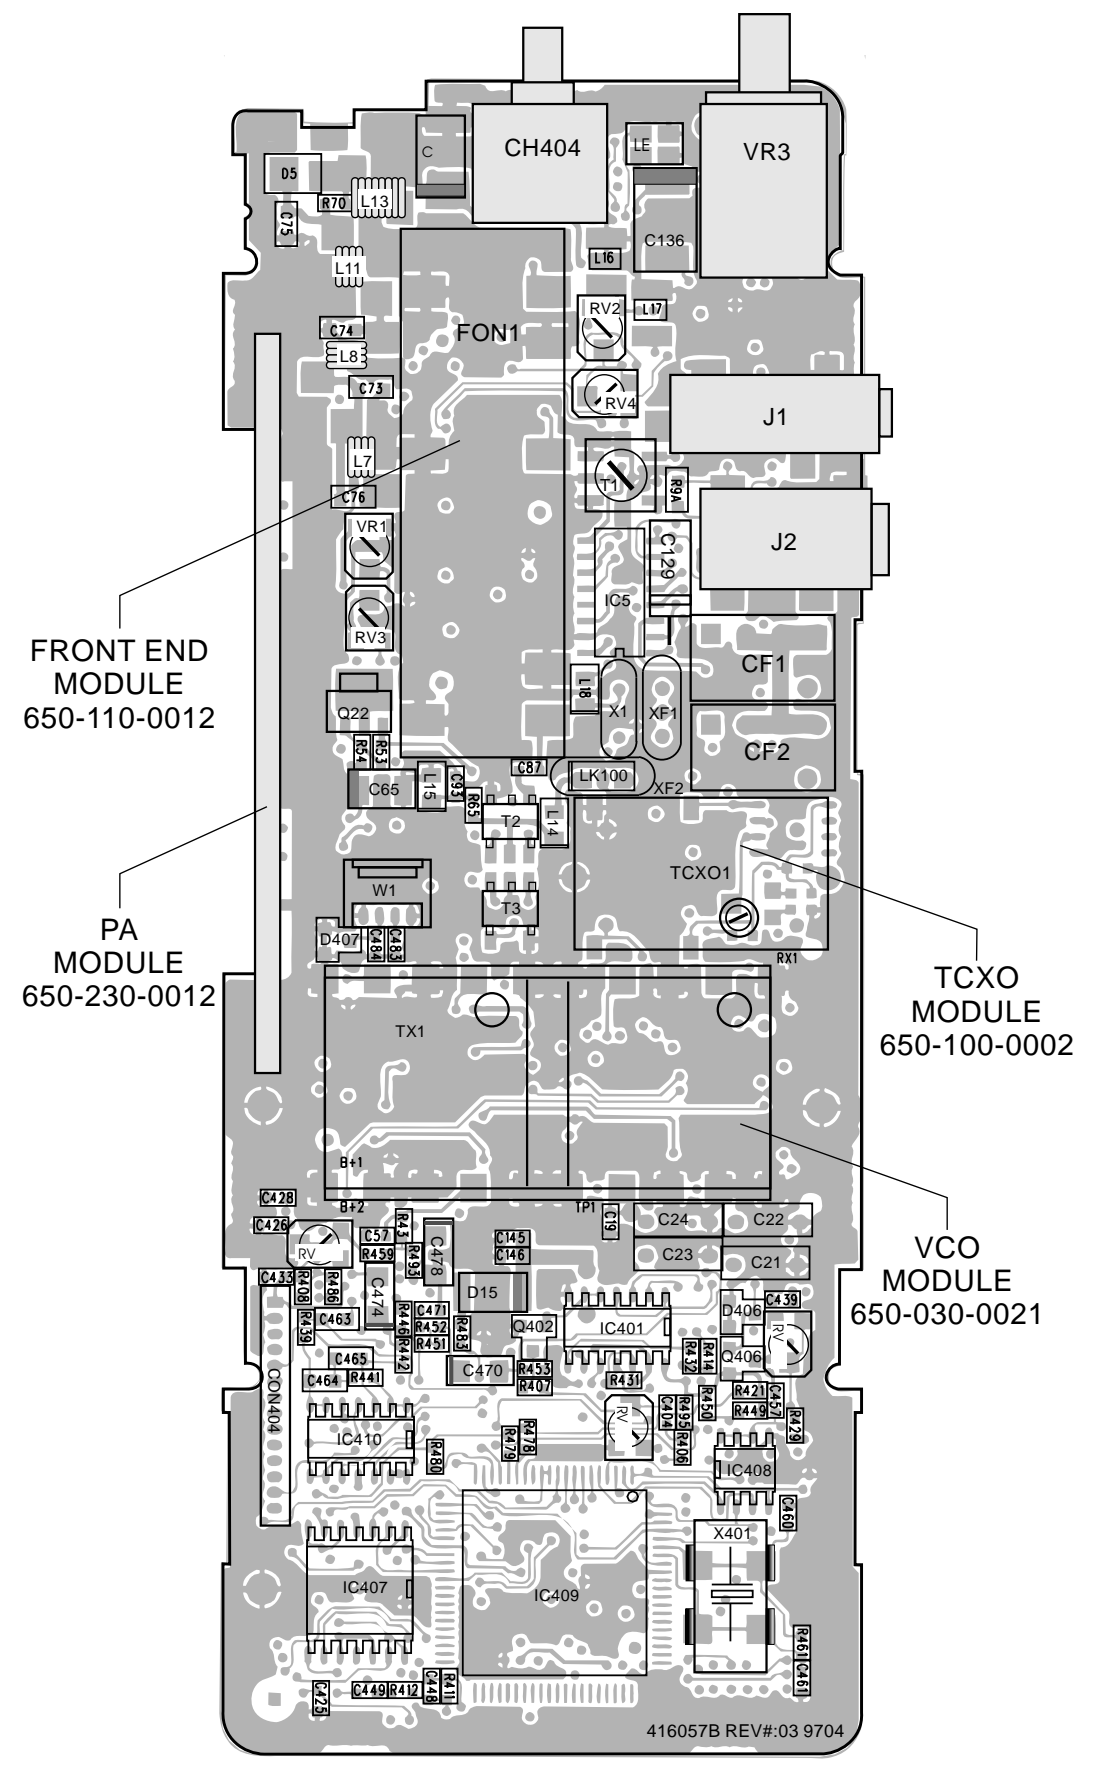 CH404
VR3
C
LE
D5
R70
L13
C75
C136
L11
L16
RV2
L17
C74
FON1
L8
C73
RV4
J1
L7
T1
R9A
C76
VR1
C129
J2
IC5
RV3
FRONT END
MODULE
650-110-0012
CF1
L18
X1
XF1
Q22
R54
R53
CF2
C87
LK100
XF2
C65
L15
C93
R65
T2
L14
TCXO1
W1
T3
PA
MODULE
650-230-0012
D407
C484
C483
RX1
TCXO
MODULE
650-100-0002
TX1
B+1
C428
B+2
TP1
C426
RV
C57
R459
R43
R493
C478
C145
C146
C19
C24
C22
C23
C21
VCO
MODULE
650-030-0021
C433
R408
R486
C474
D15
D406
C439
C463
R439
R446
C471
R452
R451
R442
R483
Q402
IC401
RV
Q406
R432
R414
C465
C464
R441
C470
R453
R407
R431
R421
R449
C457
CON404
C404
R495
R450
R429
RV
IC410
R480
R479
R478
R406
IC408
C460
X401
IC407
IC409
R461
C461
C425
C449
R412
C448
R411
416057B REV#:03 9704